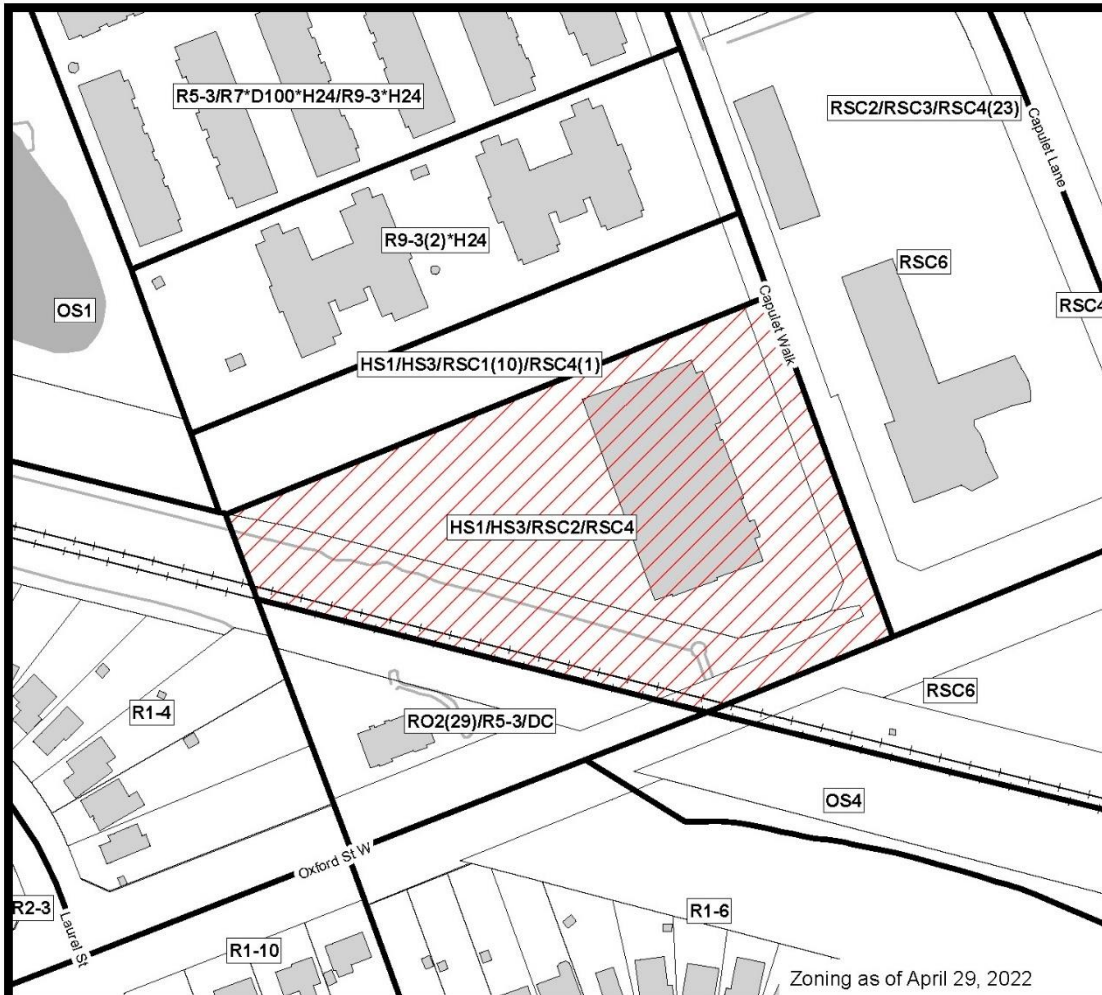 R5-3/R7*D100*H24/R9-3*H24
RSC2/RSC3/RSC4(23)
Capulet Lane
R9-3(2)*H24
RSC6
OS1
Capulet Walk
RSC4
HS1/HS3/RSC1(10)/RSC4(1)
HS1/HS3/RSC2/RSC4
RSC6
R1-4
RO2(29)/R5-3/DC
OS4
Oxford St W
R2-3
Laurel St
R1-10
R1-6
Zoning as of April 29, 2022